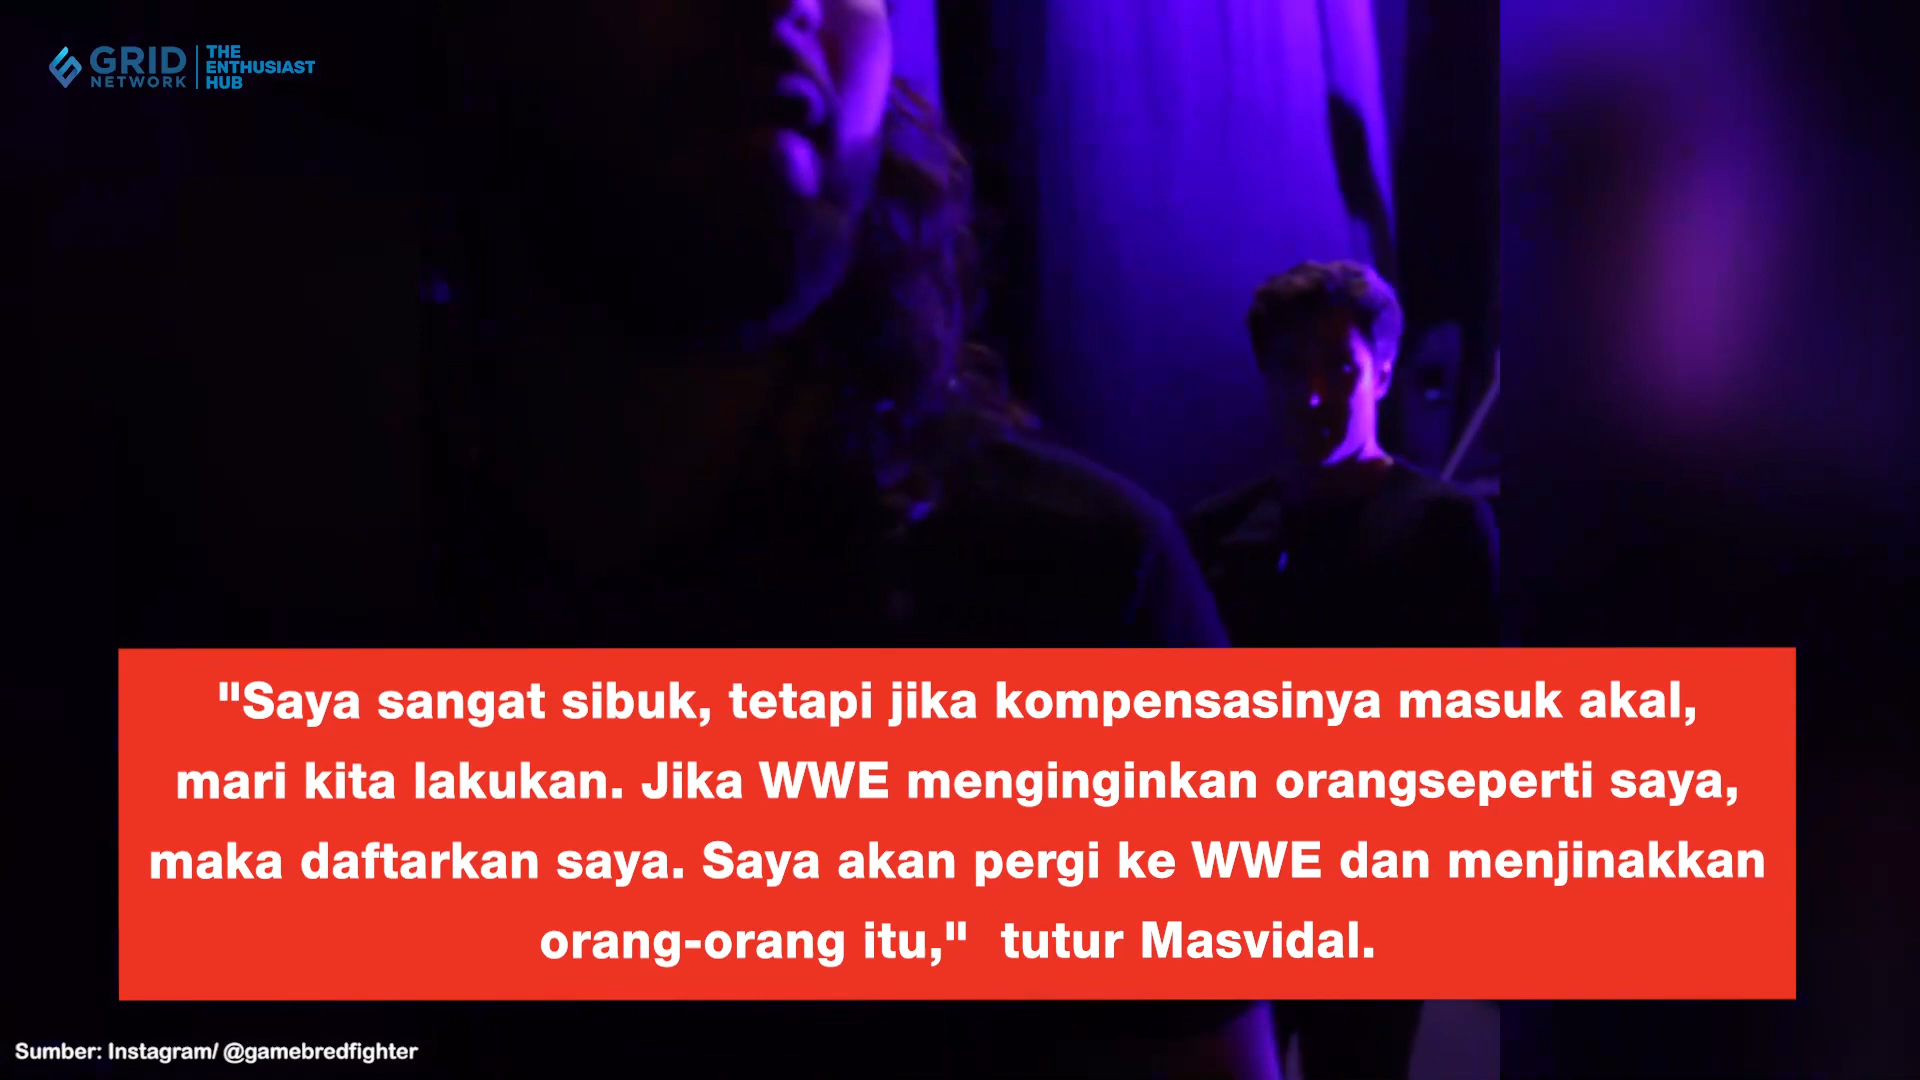 GRID
NETWORK
THE
ENTHUSIAST
HUB
"Saya sangat sibuk, tetapi jika kompensasinya masuk akal,
mari kita lakukan. Jika WWE menginginkan orangseperti saya,
maka daftarkan saya. Saya akan pergi ke WWE dan menjinakkan
orang-orang itu,"  tutur Masvidal.
Sumber: Instagram/ @gamebredfighter